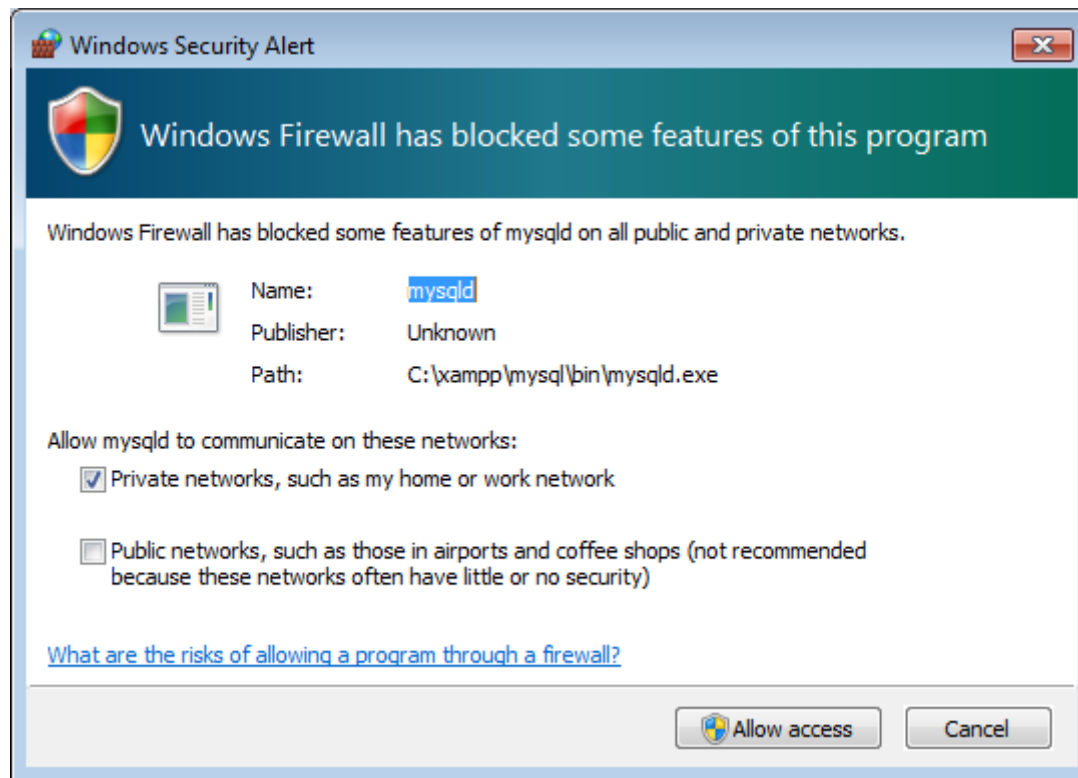 Windows Security Alert
Windows Firewall has blocked some features of this program
Windows Firewall has blocked some features of mysqld on all public and private networks.
Name: mysqld
Publisher: Unknown
Path: C:\xampp\mysql\bin\mysqld.exe
Allow mysqld to communicate on these networks:
Private networks, such as my home or work network
Public networks, such as those in airports and coffee shops (not recommended
because these networks often have little or no security)
What are the risks of allowing a program through a firewall?
Allow access Cancel